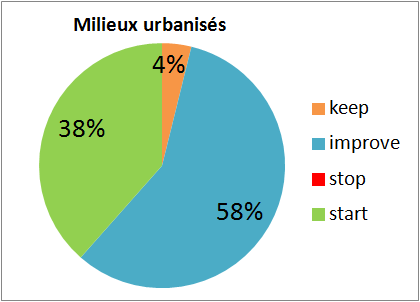 Milieux urbanisés
4%
38%
58%
keep
improve
stop
start